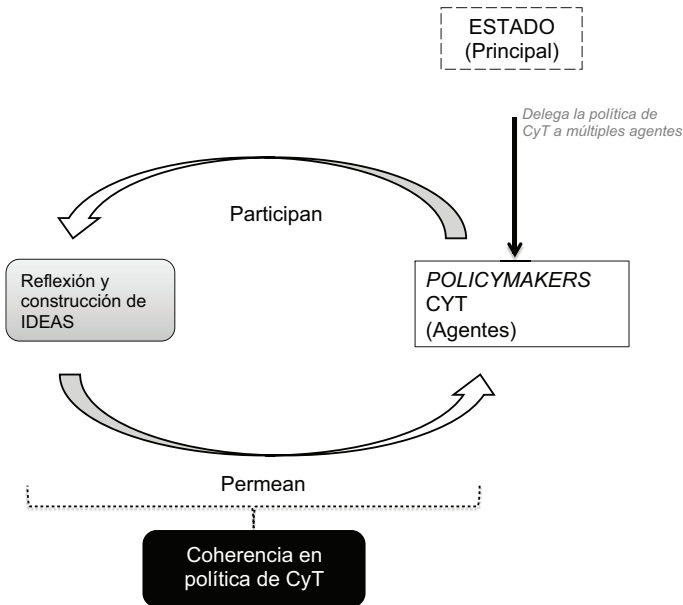 ESTADO
(Principal)
Delega la política de
CyT a múltiples agentes
Participan
Reflexión y
construcción de
IDEAS
POLICYMAKERS
CYT
(Agentes)
Permean
Coherencia en
política de CyT